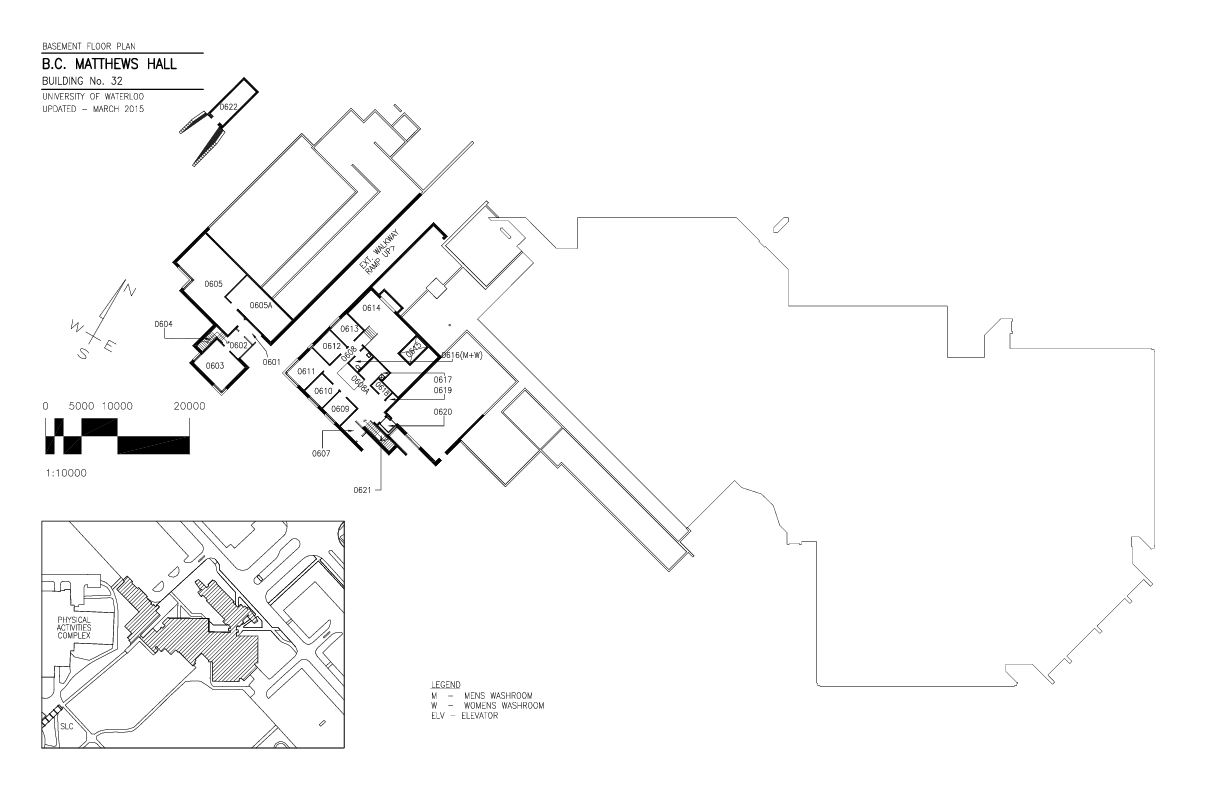 BASEMENT FLOOR PLAN
B.C. MATTHEWS HALL
BUILDING No. 32
UNIVERSITY OF WATERLOO
UPDATED – MARCH 2015
0622
EXT. WALKWAY
RAMP UP>
0605
0605A
N
W
E
S
0604
0602
0601
0603
0614
0613
0612
0608
0645
0616(M+W)
0611
0608A
0617
0618
0619
0610
0609
0620
0607
0621
0 5000 10000 20000
1:10000
PHYSICAL
ACTIVITIES
COMPLEX
SLC
LEGEND
M – MENS WASHROOM
W – WOMENS WASHROOM
ELV – ELEVATOR